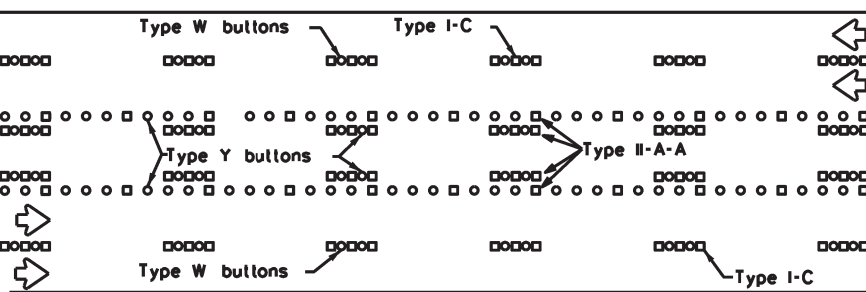 Type W buttons
Type I-C
Type Y buttons
Type II-A-A
Type W buttons
Type I-C